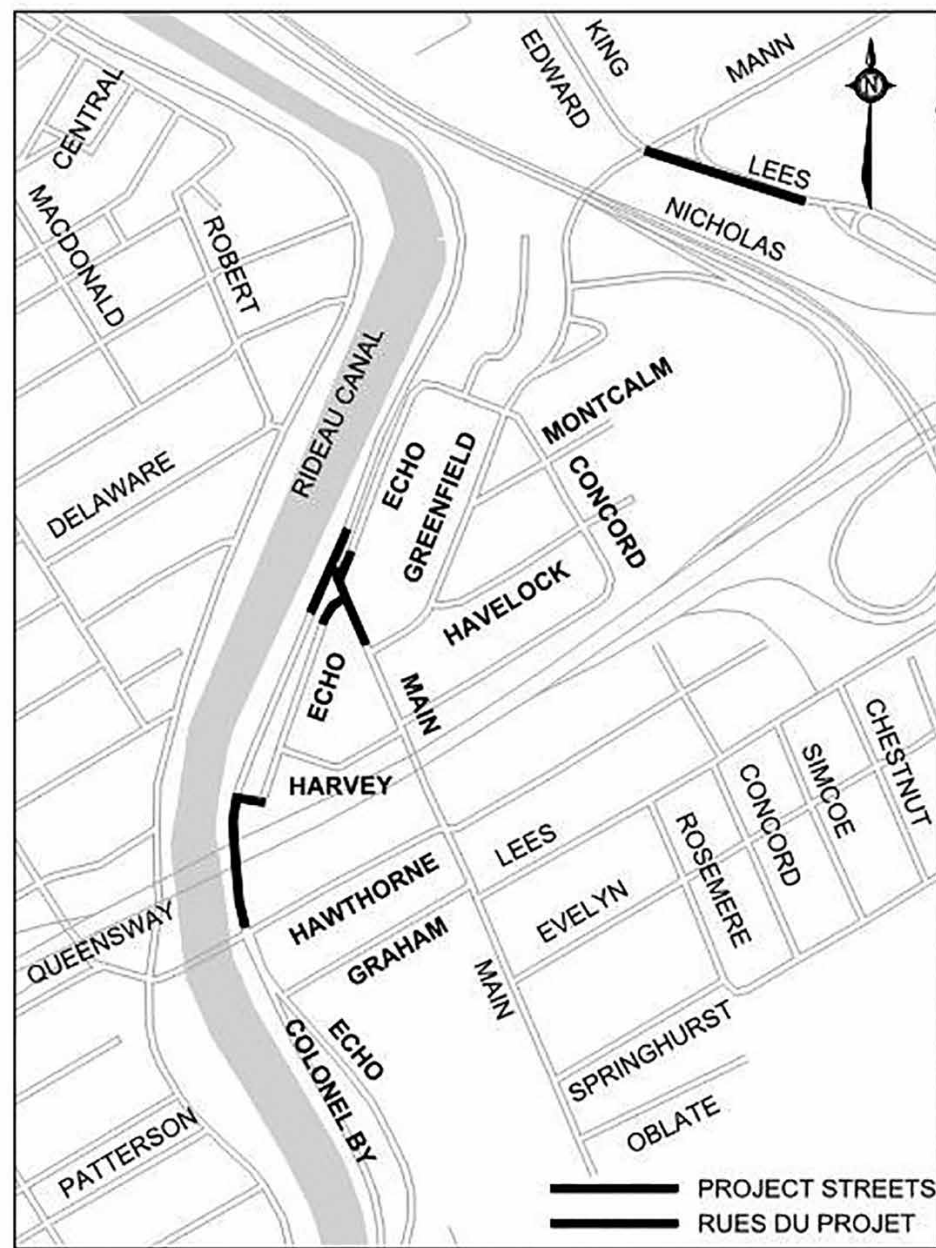 KING
EDWARD
MANN
N
CENTRAL
LEES
MACDONALD
ROBERT
NICHOLAS
RIDEAU CANAL
MONTCALM
ECHO
GREENFIELD
CONCORD
DELAWARE
HAVELOCK
ECHO
MAIN
CHESTNUT
SIMCOE
HARVEY
CONCORD
LEES
ROSEMERE
HAWTHORNE
EVELYN
GRAHAM
QUEENSWAY
MAIN
ECHO
COLONEL BY
SPRINGHURST
OBLATE
PATTERSON
PROJECT STREETS
RUES DU PROJET